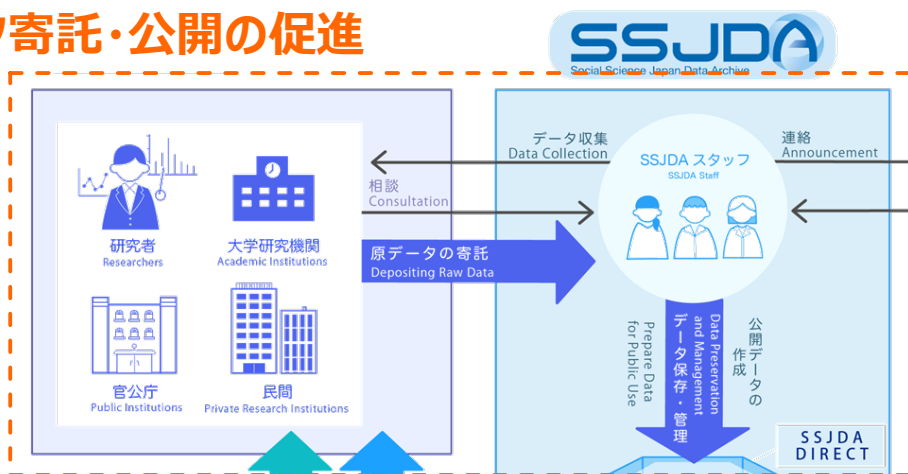 寄託・公開の促進
SSJDA
Social Science Japan Data Archive
データ収集
Data Collection
連絡
Announcement
SSJDA スタッフ
SSJDA Staff
相談
Consultation
研究者
Researchers
大学研究機関
Academic Institutions
原データの寄託
Depositing Raw Data
官公庁
Public Institutions
民間
Private Research Institutions
公開データの
作成
Prepare Data
for Public Use
Data Preservation
and Management
データ保存・管理
SSJDA
DIRECT